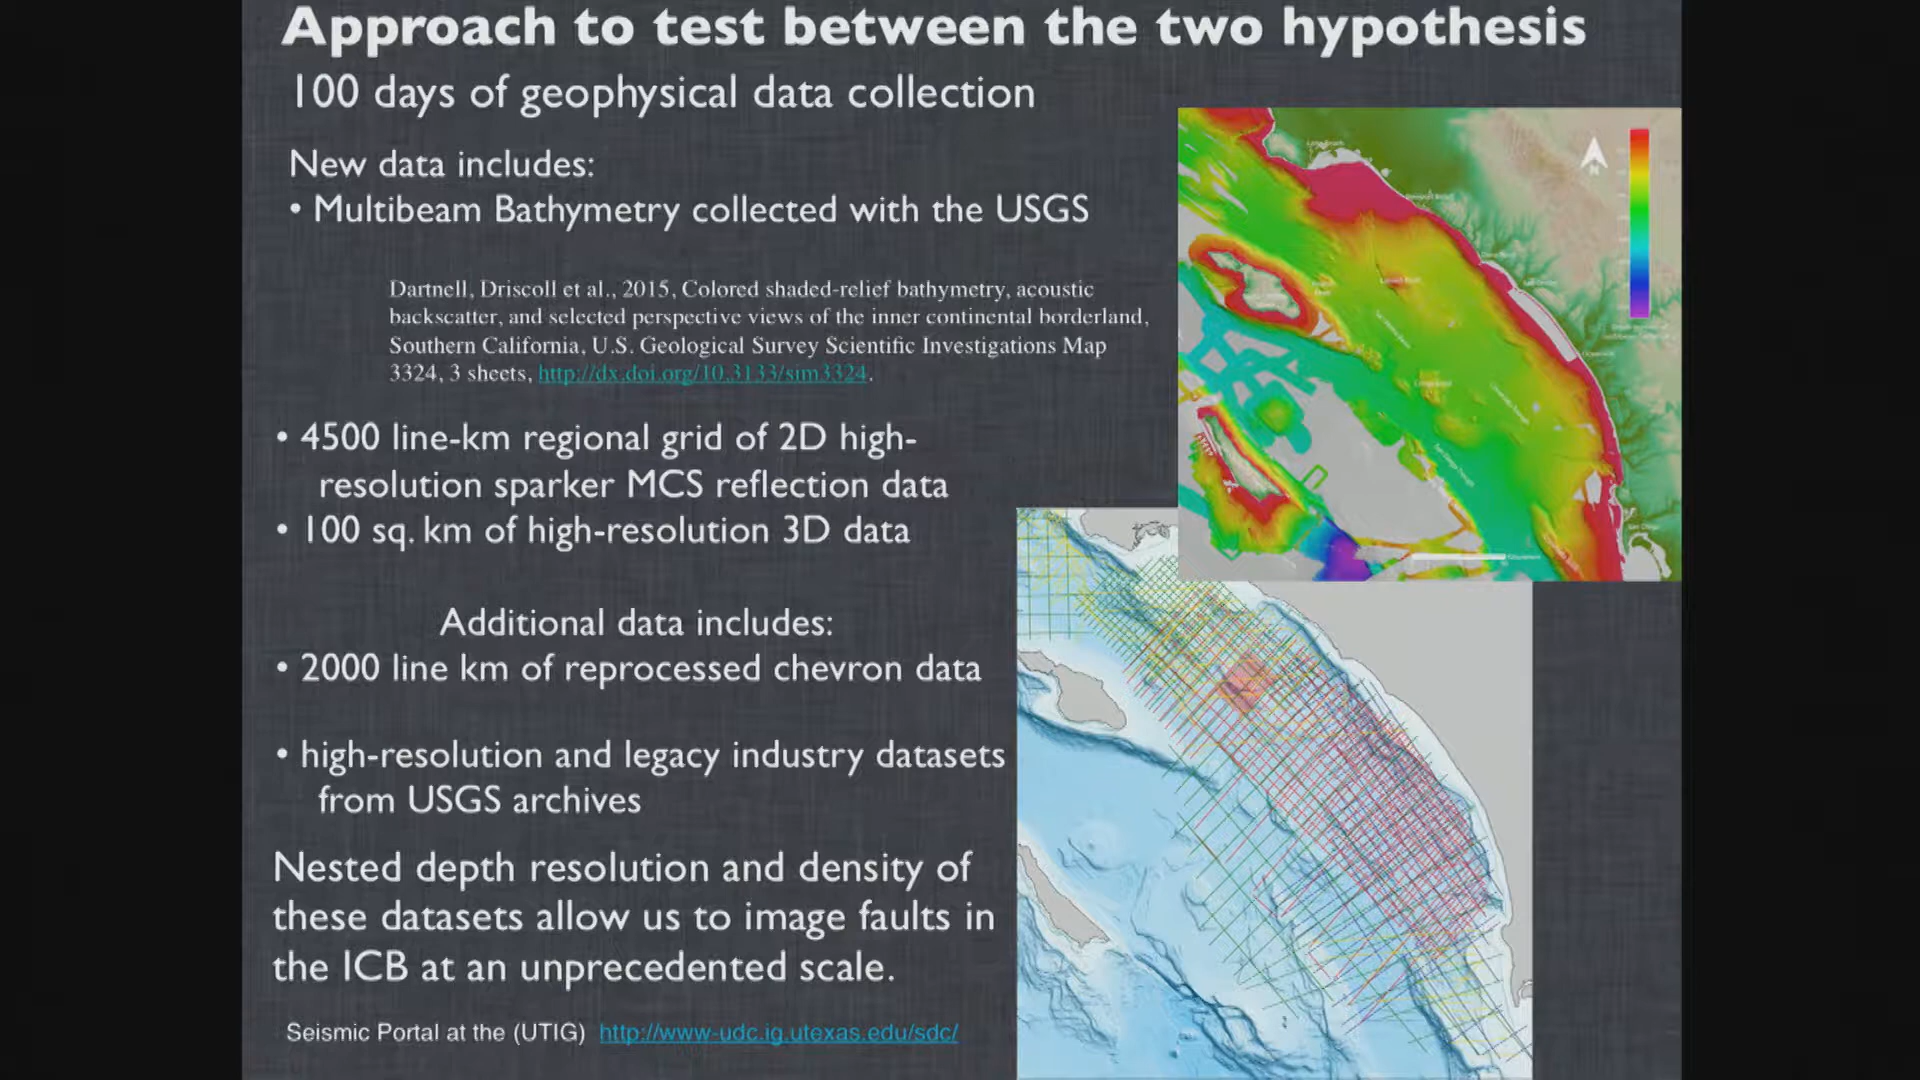 Approach to test between the two hypothesis
100 days of geophysical data collection
New data includes:
• Multibeam Bathymetry collected with the USGS
Dartnell, Driscoll et al., 2015, Colored shaded-relief bathymetry, acoustic
backscatter, and selected perspective views of the inner continental borderland,
Southern California, U.S. Geological Survey Scientific Investigations Map
3324, 3 sheets, http://dx.doi.org/10.3133/sim3324.
• 4500 line-km regional grid of 2D high-
resolution sparker MCS reflection data
• 100 sq. km of high-resolution 3D data
Additional data includes:
• 2000 line km of reprocessed chevron data
• high-resolution and legacy industry datasets
from USGS archives
Nested depth resolution and density of
these datasets allow us to image faults in
the ICB at an unprecedented scale.
Seismic Portal at the (UTIG) http://www-udc.ig.utexas.edu/sdc/